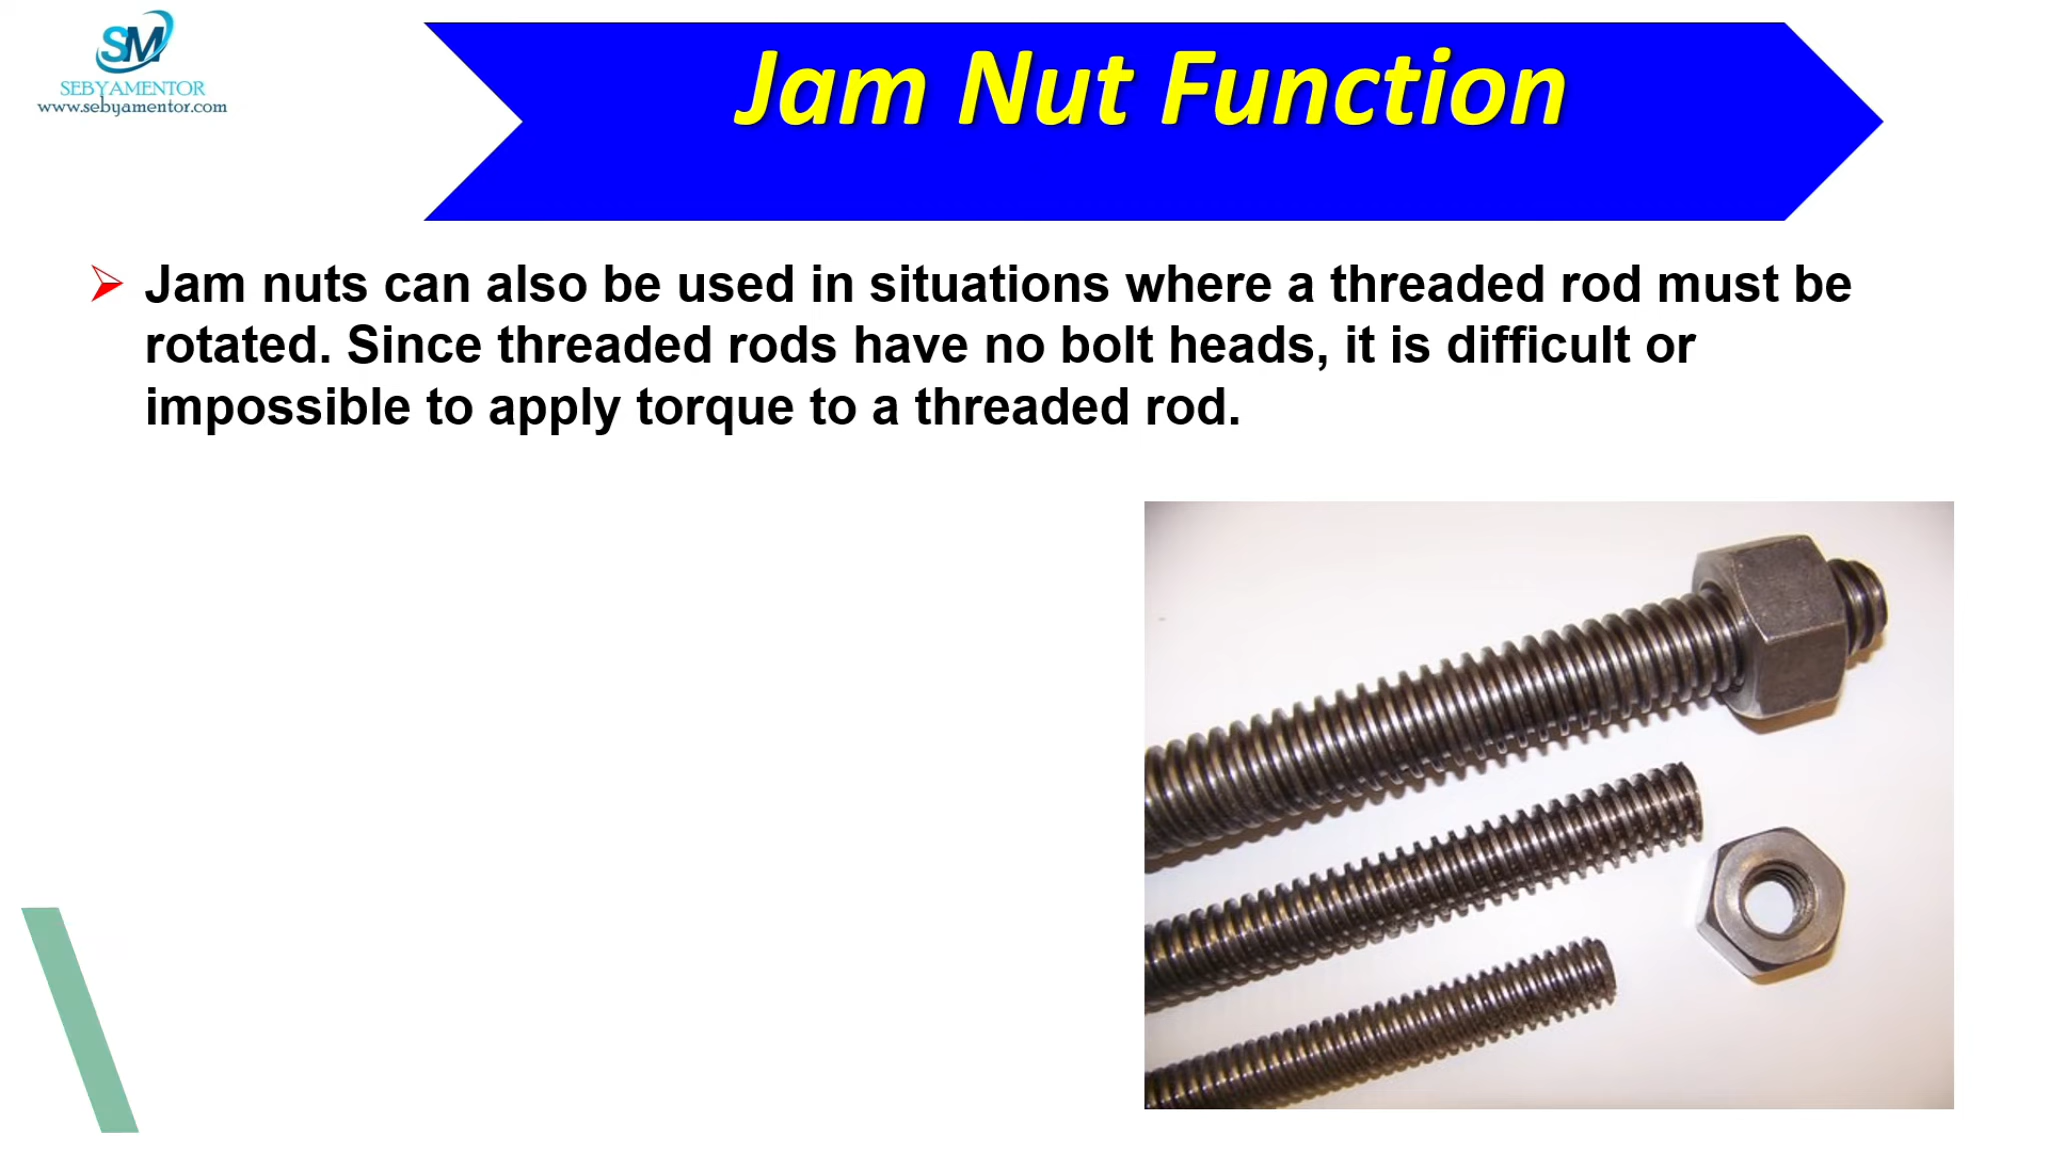 SM
SEBYAMENTOR
www.sebyamentor.com
Jam Nut Function
Jam nuts can also be used in situations where a threaded rod must be
rotated. Since threaded rods have no bolt heads, it is difficult or
impossible to apply torque to a threaded rod.